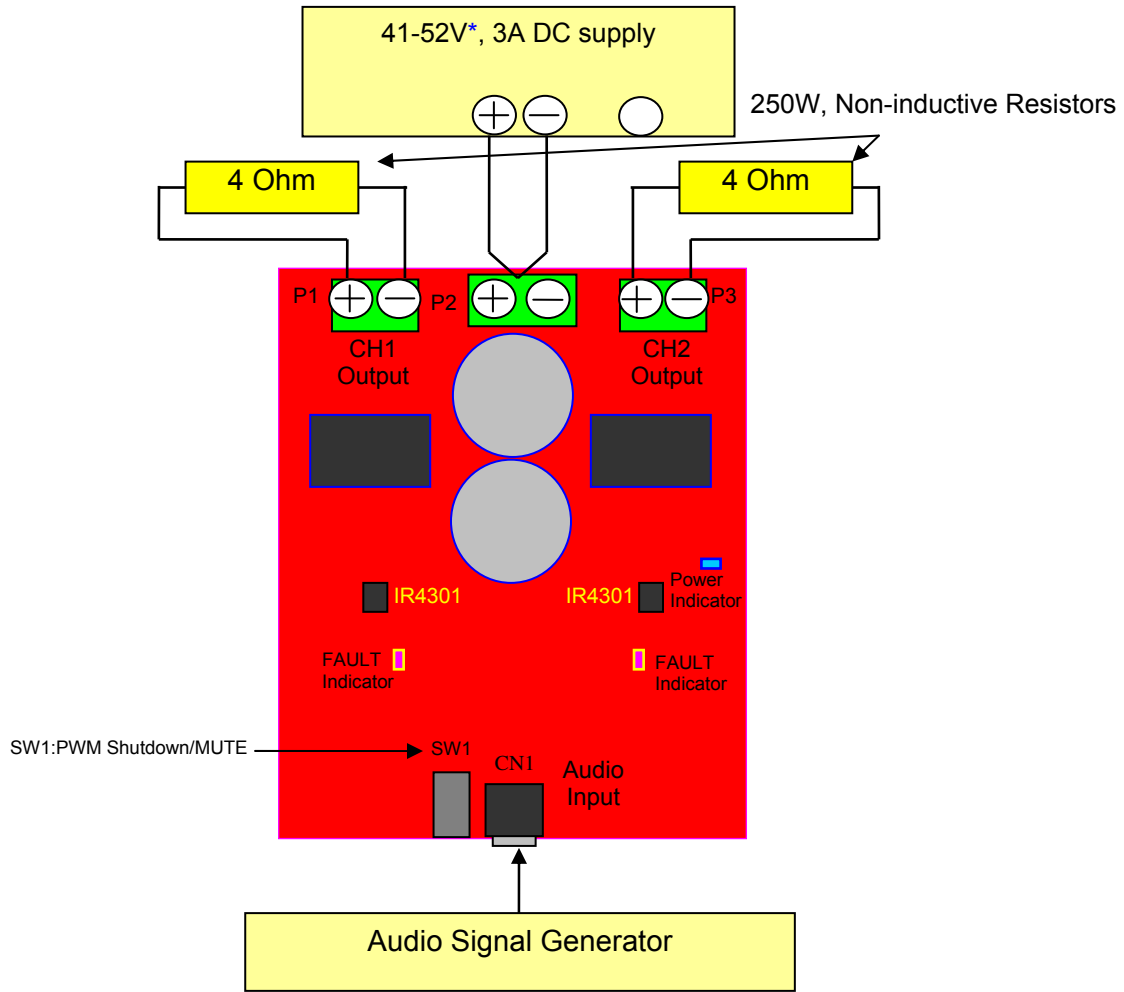 41-52V*, 3A DC supply
250W, Non-inductive Resistors
4 Ohm
4 Ohm
P1
P2
P3
CH1
Output
CH2
Output
IR4301
IR4301
Power
Indicator
FAULT
Indicator
FAULT
Indicator
SW1:PWM Shutdown/MUTE
SW1
CN1
Audio
Input
Audio Signal Generator